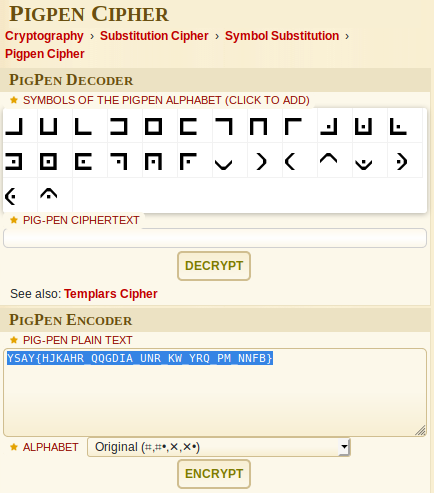 PIGPEN CIPHER
Cryptography › Substitution Cipher › Symbol Substitution ›
Pigpen Cipher
PIGPEN DECODER
★ SYMBOLS OF THE PIGPEN ALPHABET (CLICK TO ADD)
★ PIG-PEN CIPHERTEXT
DECRYPT
See also: Templars Cipher
PIGPEN ENCODER
★ PIG-PEN PLAIN TEXT
YSAY{HJKAHR_QQGDIA_UNR_KW_YRQ_PM_NNFB}
★ ALPHABET Original (⌗,⌗•,✕,✕•)
ENCRYPT